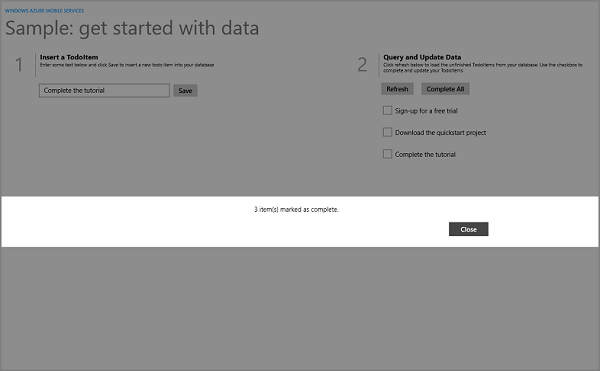 WINDOWS AZURE MOBILE SERVICES
Sample: get started with data
1
Insert a TodoItem
Enter some text below and click Save to insert a new todo item into your database
Complete the tutorial
Save
2
Query and Update Data
Click refresh below to load the unfinished TodoItems from your database. Use the checkbox to
complete and update your TodoItems
Refresh
Complete All
Sign-up for a free trial
Download the quickstart project
Complete the tutorial
3 item(s) marked as complete.
Close